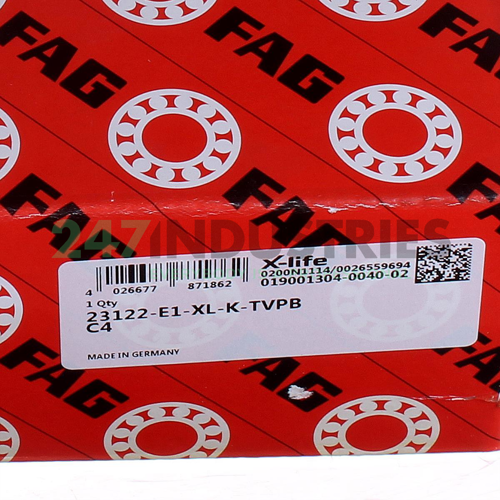 FAG
FAG
FAG
FAG
247INDUSTRIES
X-life
0200N1114/0026559694
019001304-0040-02
4 026677 871862
1 Qty
23122-E1-XL-K-TVPB
C4
MADE IN GERMANY
FAG
FAG